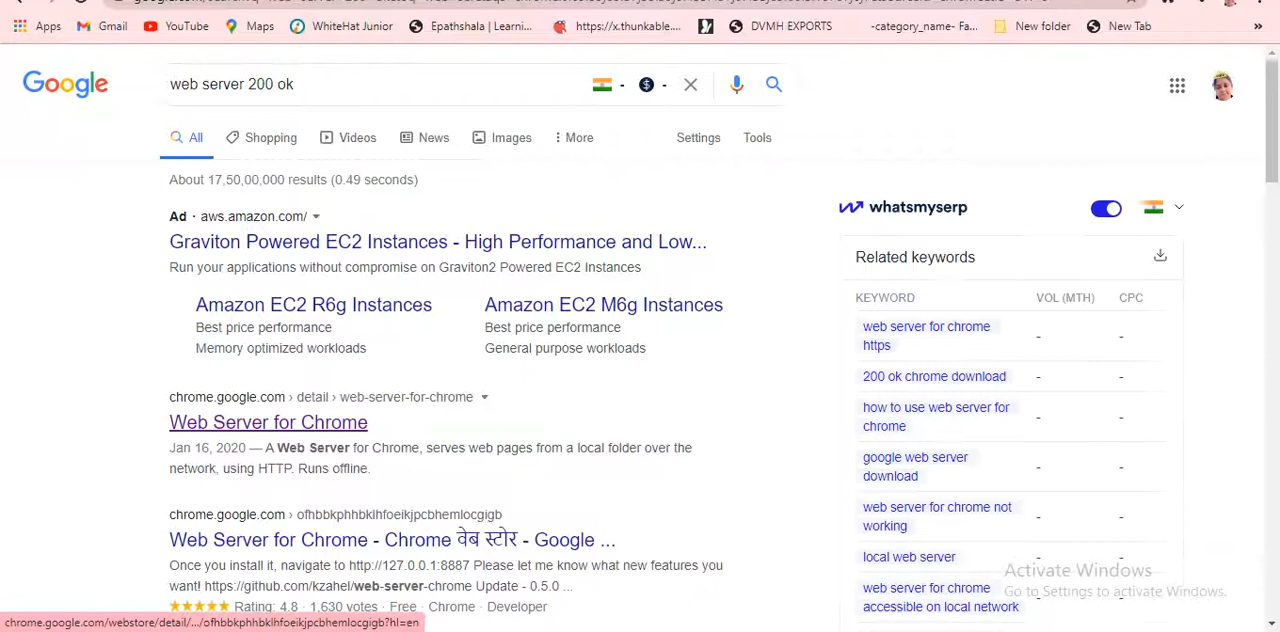 Apps Gmail YouTube Maps WhiteHat Junior Epathshala | Learni... https://x.thunkable.... DVMH EXPORTS -category_name- Fa... New folder New Tab »
Google web server 200 ok
All Shopping Videos News Images More Settings Tools
About 17,50,00,000 results (0.49 seconds)
Ad · aws.amazon.com/
Graviton Powered EC2 Instances - High Performance and Low...
Run your applications without compromise on Graviton2 Powered EC2 Instances
Amazon EC2 R6g Instances
Best price performance
Memory optimized workloads
Amazon EC2 M6g Instances
Best price performance
General purpose workloads
chrome.google.com › detail › web-server-for-chrome
Web Server for Chrome
Jan 16, 2020 — A Web Server for Chrome, serves web pages from a local folder over the
network, using HTTP. Runs offline.
chrome.google.com › ofhbbkphhbklhfoeikjpcbhemlocgigb
Web Server for Chrome - Chrome वेब स्टोर - Google ...
Once you install it, navigate to http://127.0.0.1:8887 Please let me know what new features you
want! https://github.com/kzahel/web-server-chrome Update - 0.5.0 ...
Rating: 4.8 · 1,630 votes · Free · Chrome · Developer
chrome.google.com/webstore/detail/.../ofhbbkphhbklhfoeikjpcbhemlocgigb?hl=en
whatsmyserp
Related keywords
KEYWORD VOL (MTH) CPC
web server for chrome
https - -
200 ok chrome download - -
how to use web server for
chrome - -
google web server
download - -
web server for chrome not
working - -
local web server - -
web server for chrome
accessible on local network - -
Activate Windows
Go to Settings to activate Windows.